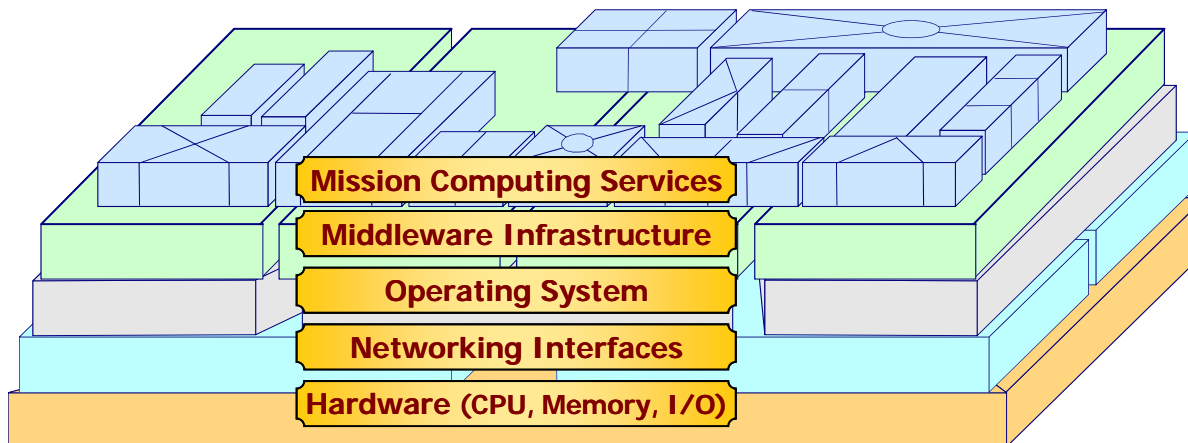 Mission Computing Services
Middleware Infrastructure
Operating System
Networking Interfaces
Hardware (CPU, Memory, I/O)